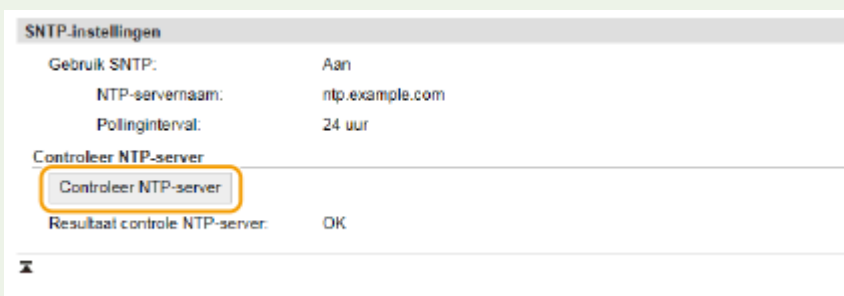 SNTP-instellingen
Gebruik SNTP: Aan
NTP-servernaam: ntp.example.com
Pollinginterval: 24 uur
Controleer NTP-server
Controleer NTP-server
Resultaat controle NTP-server: OK